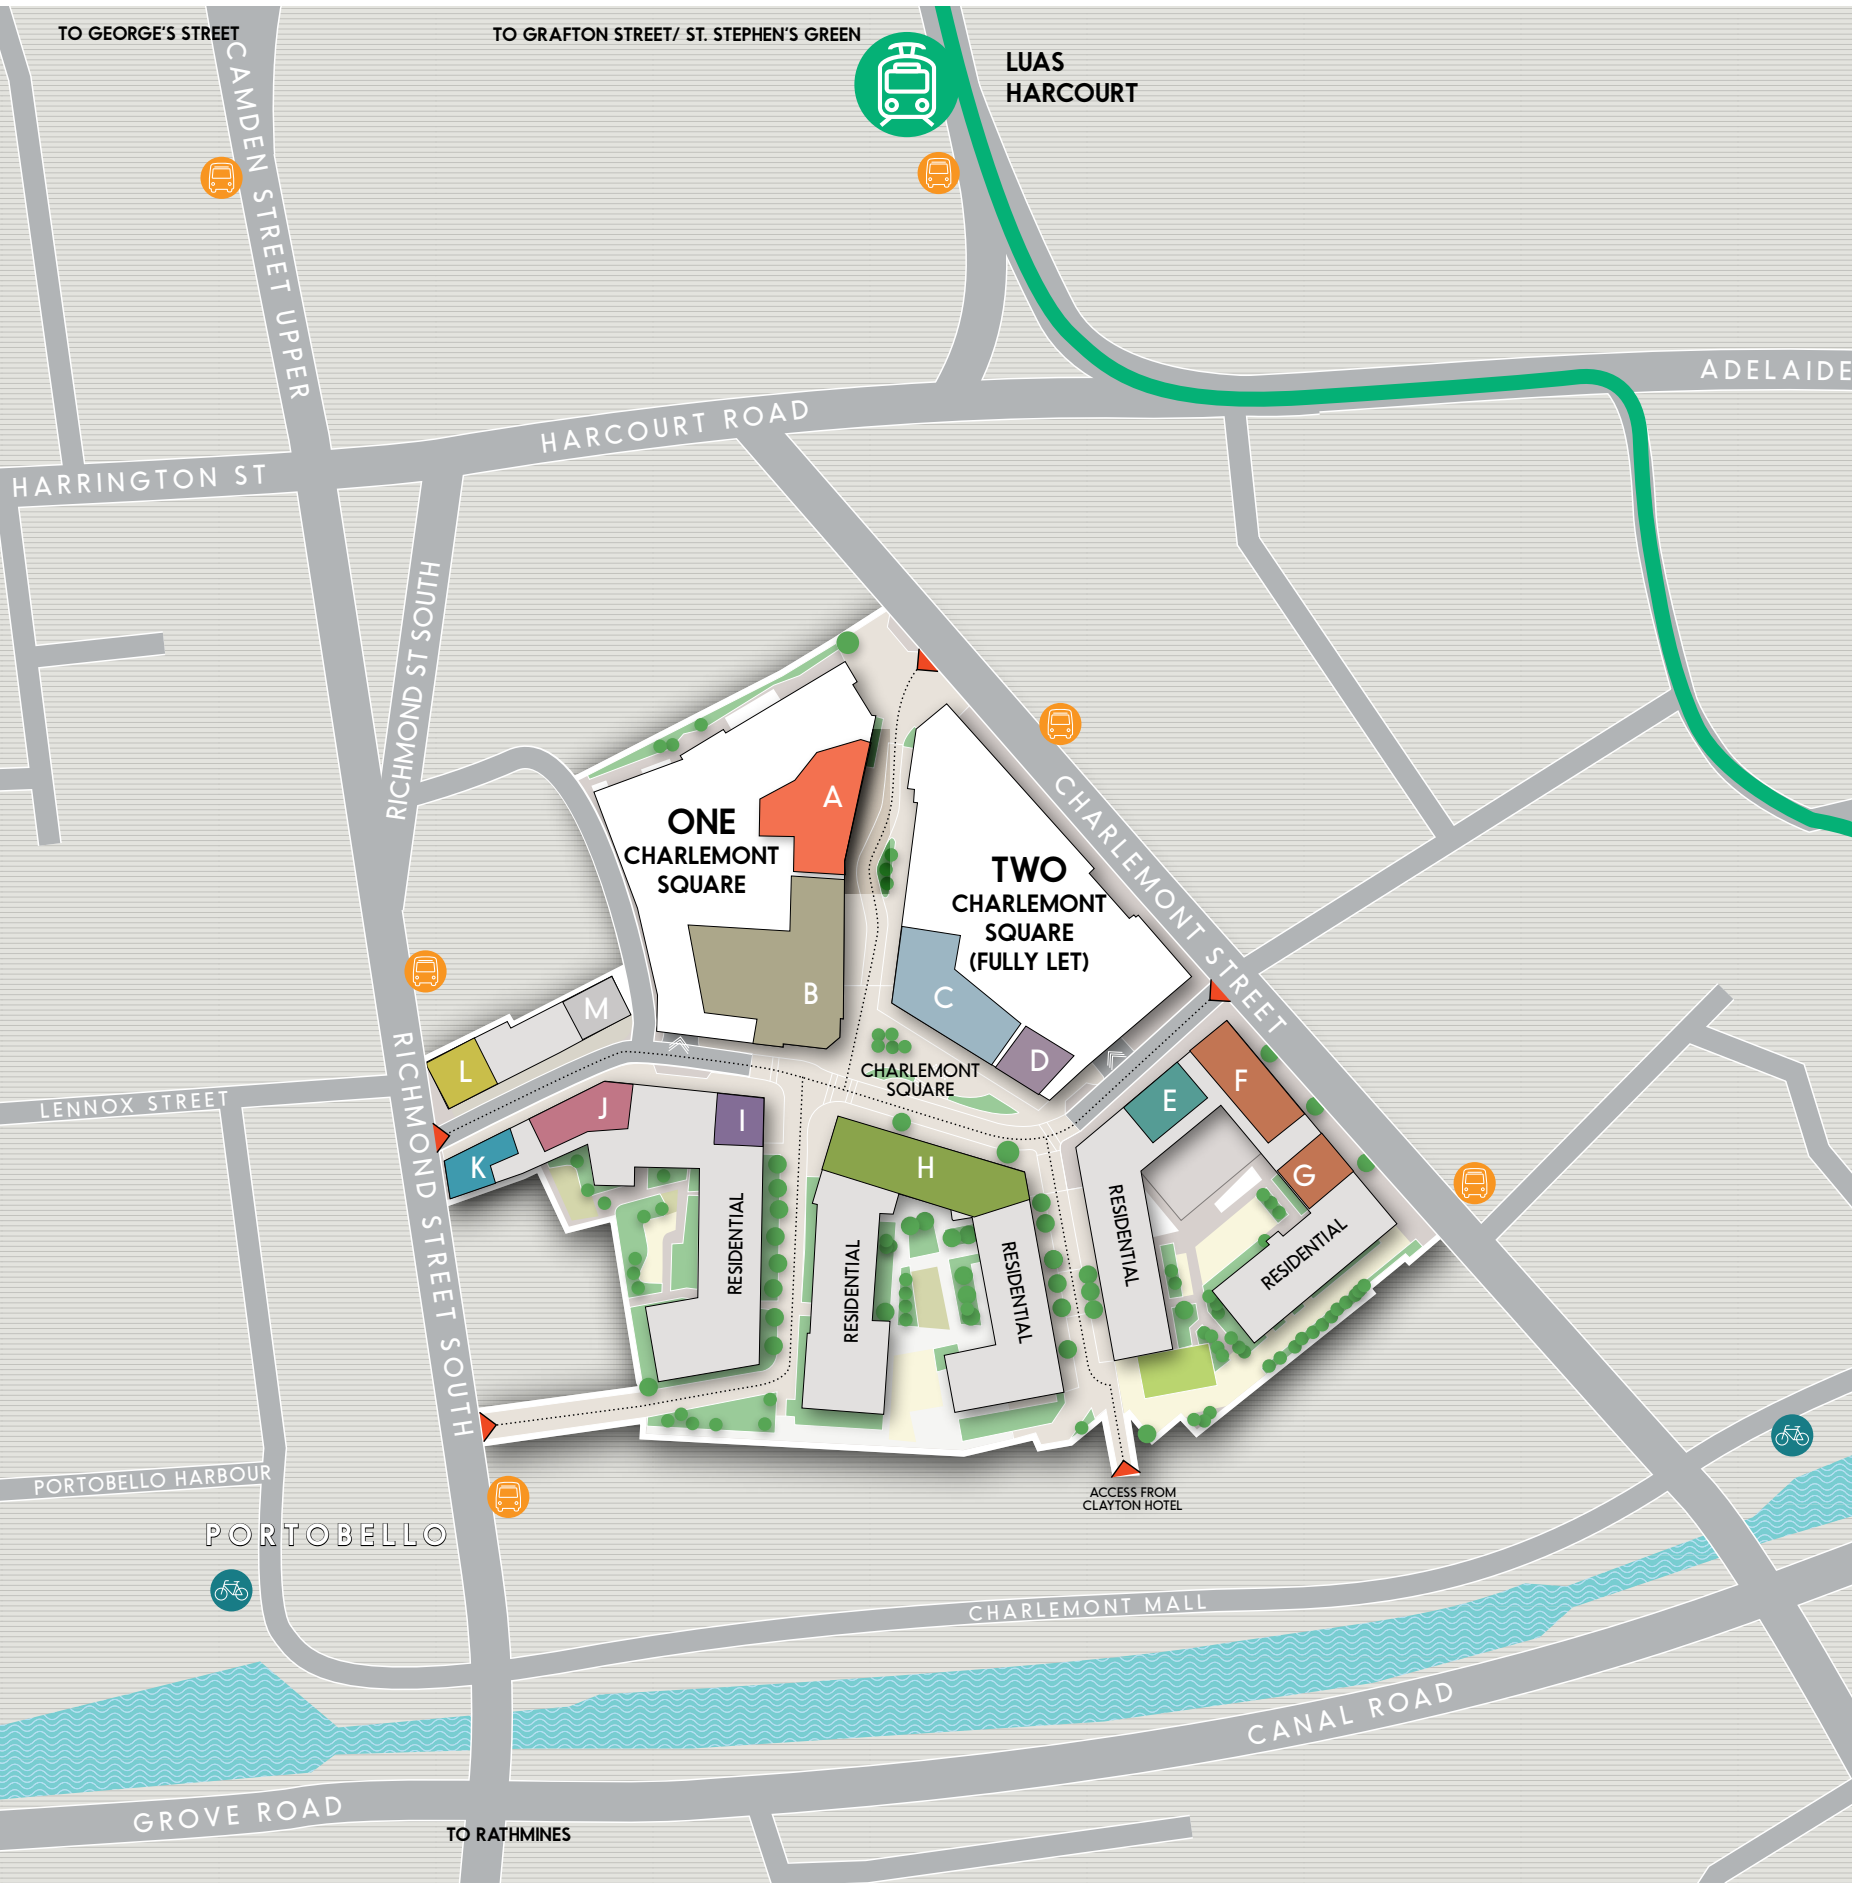 TO GEORGE'S STREET
TO GRAFTON STREET/ ST. STEPHEN'S GREEN
LUAS
HARCOURT
CAMDEN STREET UPPER
ADELAIDE
HARCOURT ROAD
HARRINGTON ST
RICHMOND ST SOUTH
A
ONE
CHARLEMONT
SQUARE
TWO
CHARLEMONT
SQUARE
(FULLY LET)
CHARLEMONT STREET
B
C
M
D
L
CHARLEMONT
SQUARE
F
E
J
I
K
H
G
LENNOX STREET
RICHMOND STREET SOUTH
RESIDENTIAL
RESIDENTIAL
RESIDENTIAL
RESIDENTIAL
RESIDENTIAL
PORTOBELLO HARBOUR
ACCESS FROM
CLAYTON HOTEL
PORTOBELLO
CHARLEMONT MALL
CANAL ROAD
GROVE ROAD
TO RATHMINES